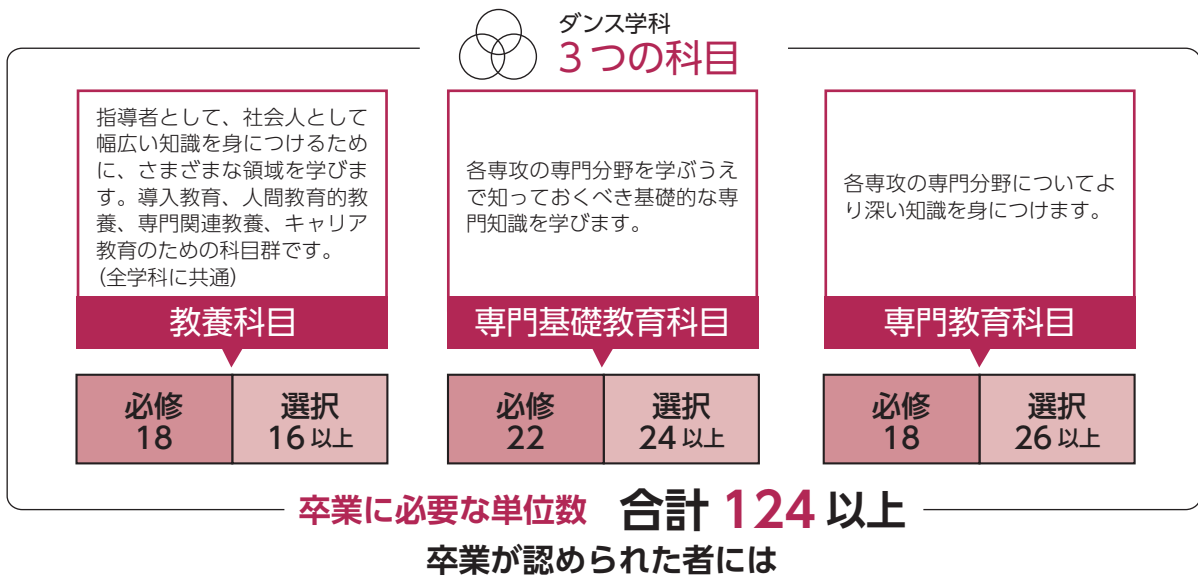 ダンス学科
3つの科目
指導者として、社会人として
幅広い知識を身につけるため
に、さまざまな領域を学びま
す。導入教育、人間教育的教
養、専門関連教養、キャリア
教育のための科目群です。
(全学科に共通)
教養科目
必修
18
選択
16以上
各専攻の専門分野を学ぶうえ
で知っておくべき基礎的な専
門知識を学びます。
専門基礎教育科目
必修
22
選択
24以上
各専攻の専門分野についてよ
り深い知識を身につけます。
専門教育科目
必修
18
選択
26以上
卒業に必要な単位数 合計 124 以上
卒業が認められた者には